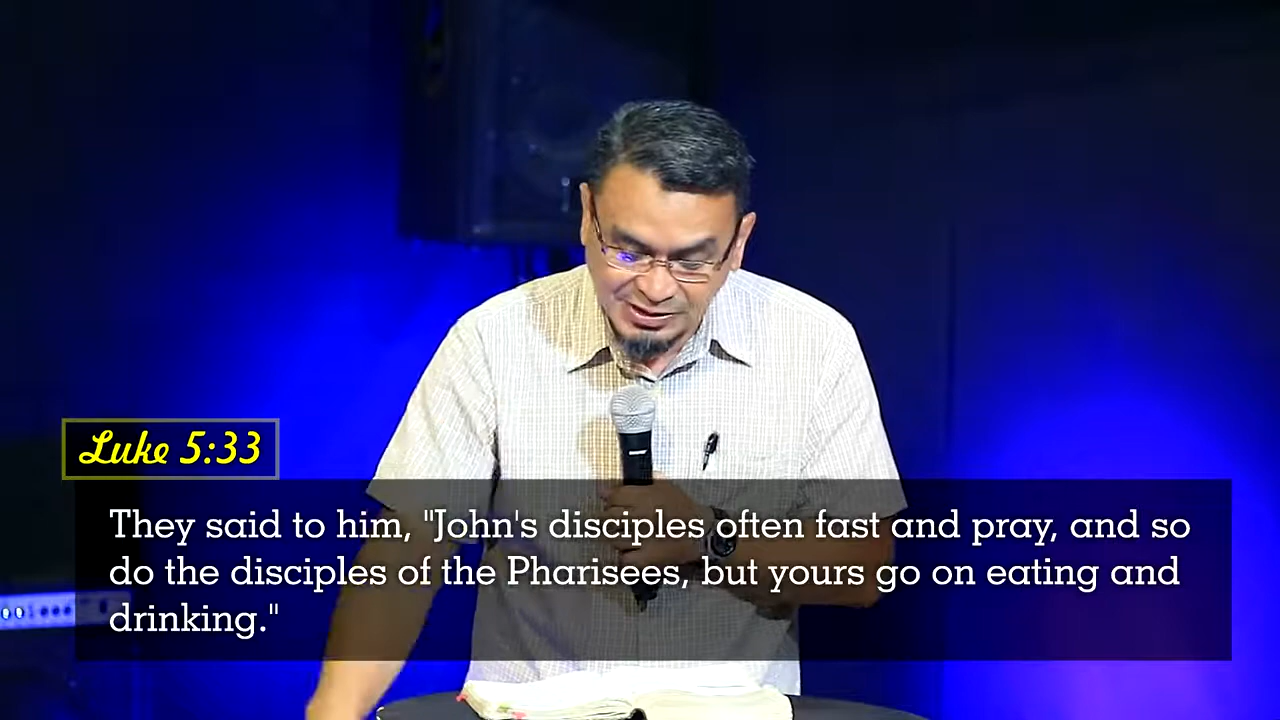 Luke 5:33
They said to him, "John's disciples often fast and pray, and so
do the disciples of the Pharisees, but yours go on eating and
drinking."